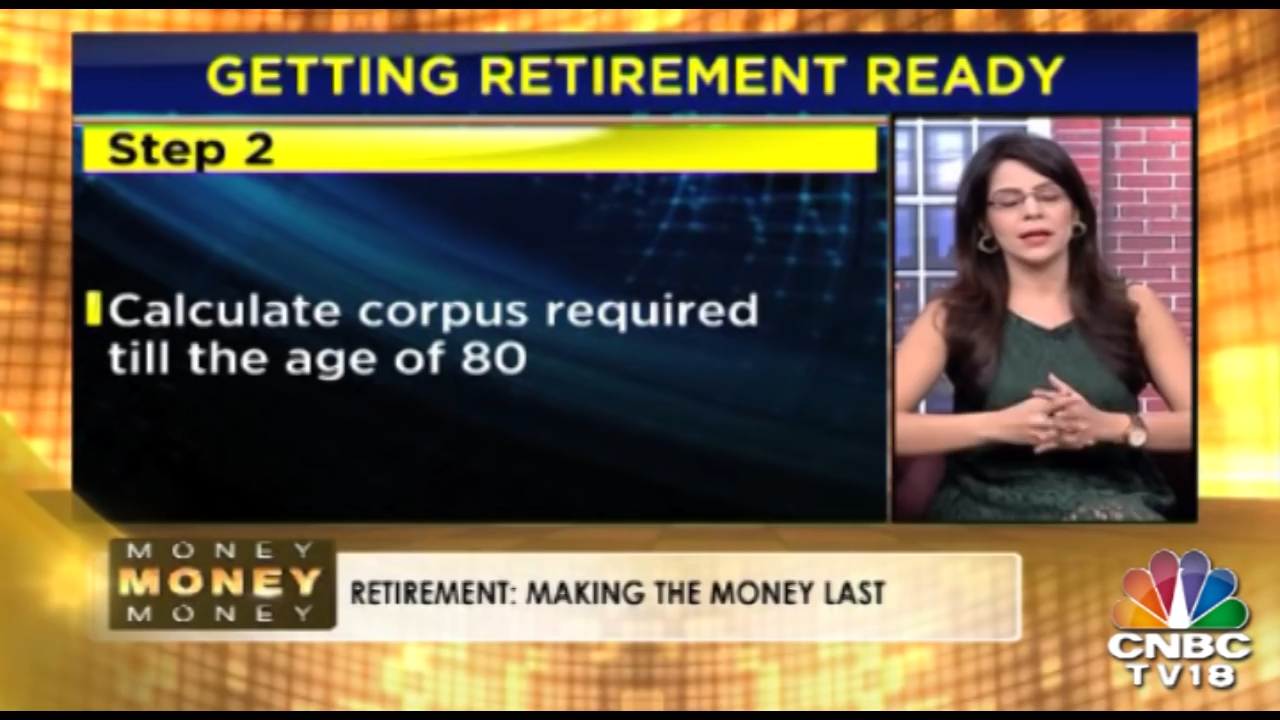 GETTING RETIREMENT READY
Step 2
Calculate corpus required
till the age of 80
MONEY
MONEY
MONEY
RETIREMENT: MAKING THE MONEY LAST
CNBC
TV18